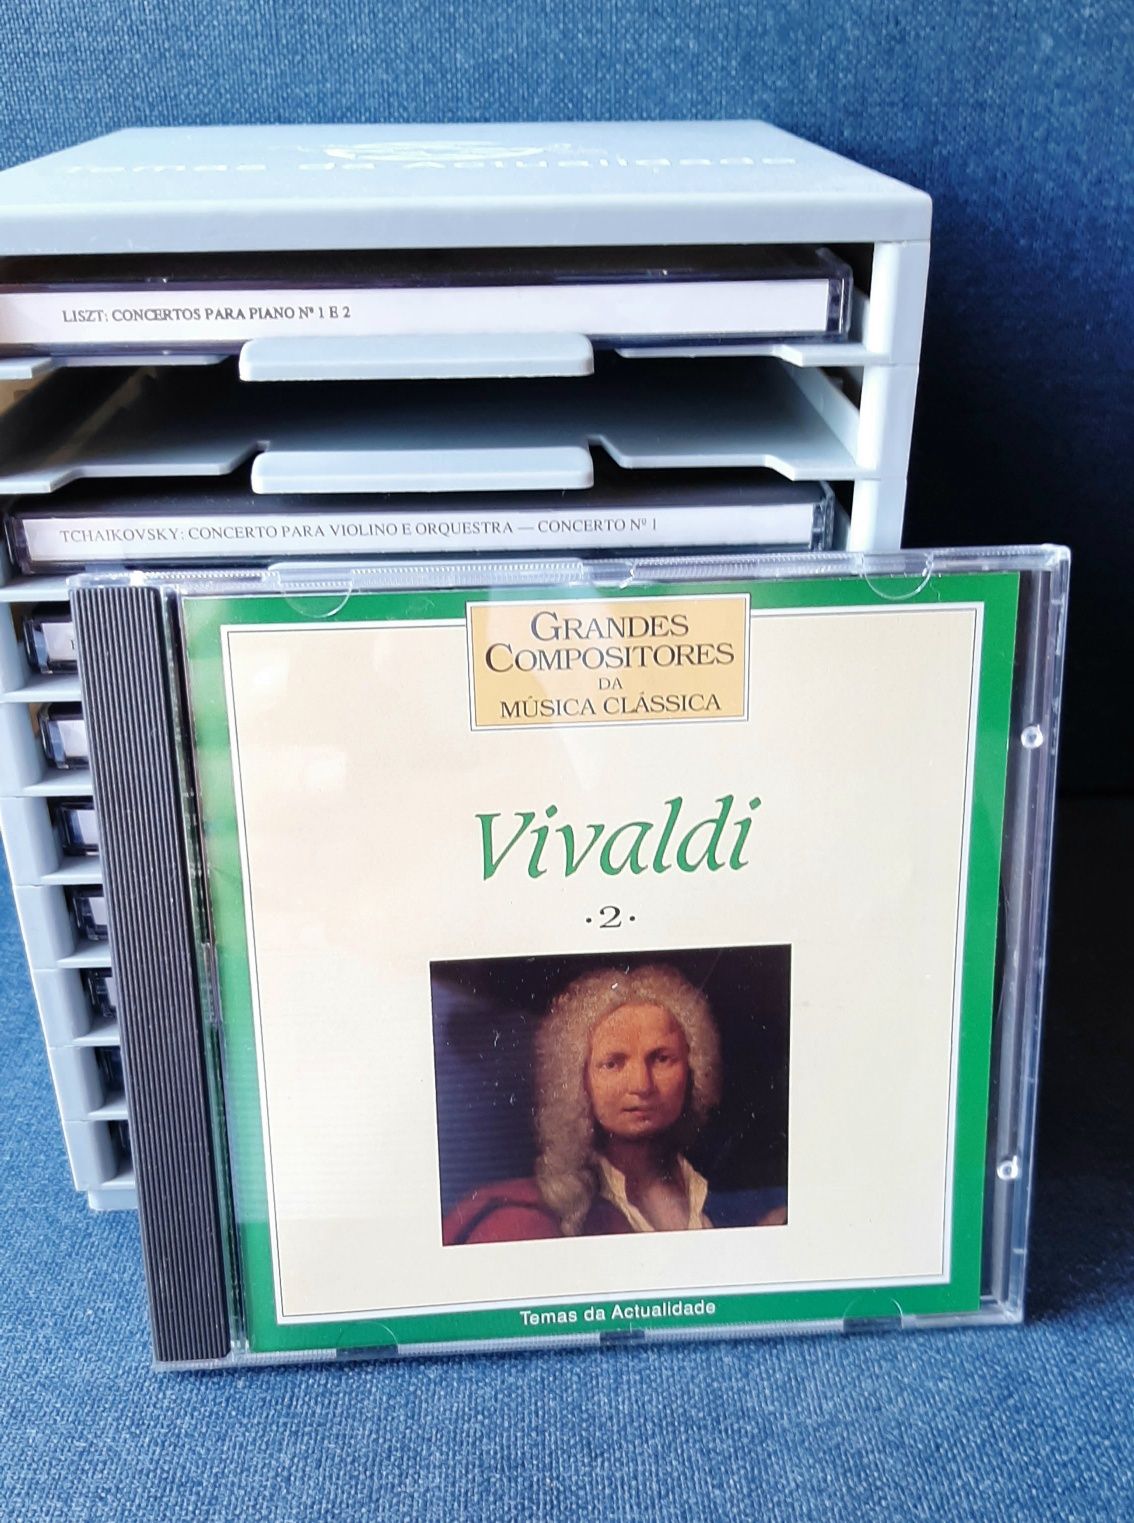 Temas da Actualidade
LISZT: CONCERTOS PARA PIANO Nº 1 E 2
TCHAIKOVSKY: CONCERTO PARA VIOLINO E ORQUESTRA — CONCERTO Nº 1
GRANDES
COMPOSITORES
DA
MÚSICA CLÁSSICA
Vivaldi
·2·
Temas da Actualidade